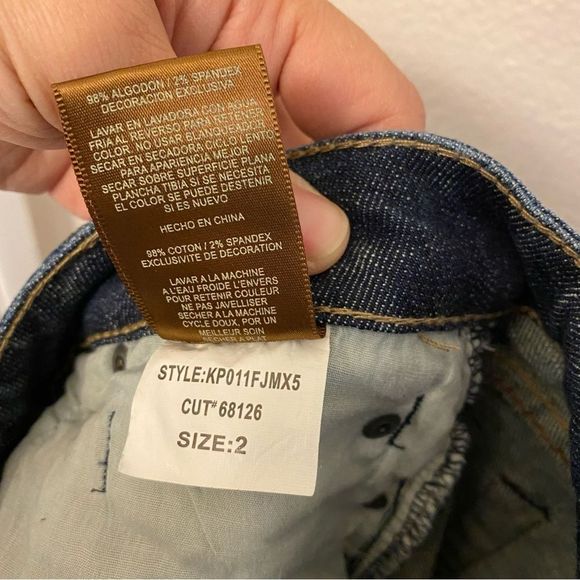 98% ALGODON / 2% SPANDEX
DECORACION EXCLUSIVA
LAVAR EN LAVADORA CON AGUA
FRIA AL REVERSO PARA RETENER
COLOR. NO USAR BLANQUEADOR
SECAR EN SECADORA CICLO LENTO
PARA APARIENCIA MEJOR
SECAR SOBRE SUPERFICIE PLANA
PLANCHA TIBIA SI SE NECESITA
EL COLOR SE PUEDE DESTENIR
SI ES NUEVO
HECHO EN CHINA
98% COTON / 2% SPANDEX
EXCLUSIVITE DE DECORATION
LAVAR A LA MACHINE
A L'EAU FROIDE L'ENVERS
POUR RETENIR COULEUR
NE PAS JAVELLISER
SECHER A LA MACHINE
CYCLE DOUX, POR UN
MEILLEUR SOIN
SECHER A PLAT
STYLE:KP011FJMX5
CUT#68126
SIZE:2